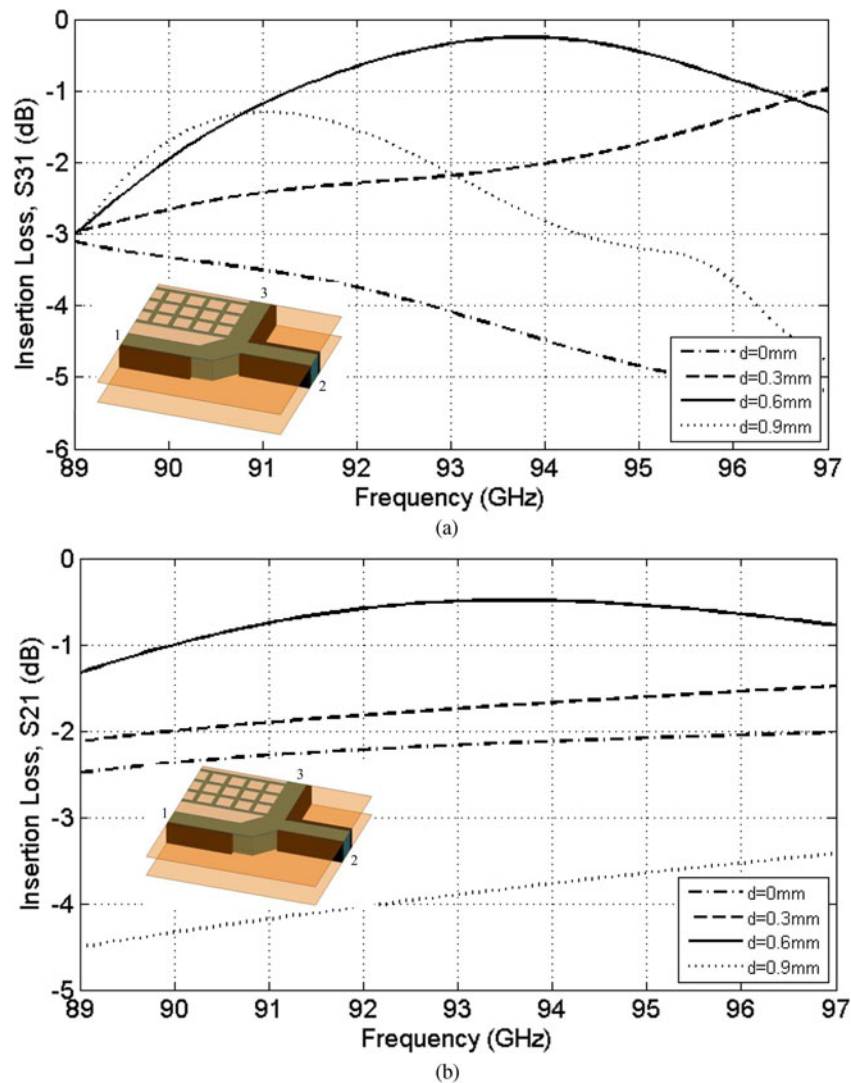 0
-1
-2
-3
-4
-5
-6
Insertion Loss, S31 (dB)
3
1
2
d=0mm
d=0.3mm
d=0.6mm
d=0.9mm
89 90 91 92 93 94 95 96 97
Frequency (GHz)
(a)
0
-1
-2
-3
-4
-5
Insertion Loss, S21 (dB)
3
1
2
d=0mm
d=0.3mm
d=0.6mm
d=0.9mm
89 90 91 92 93 94 95 96 97
Frequency (GHz)
(b)